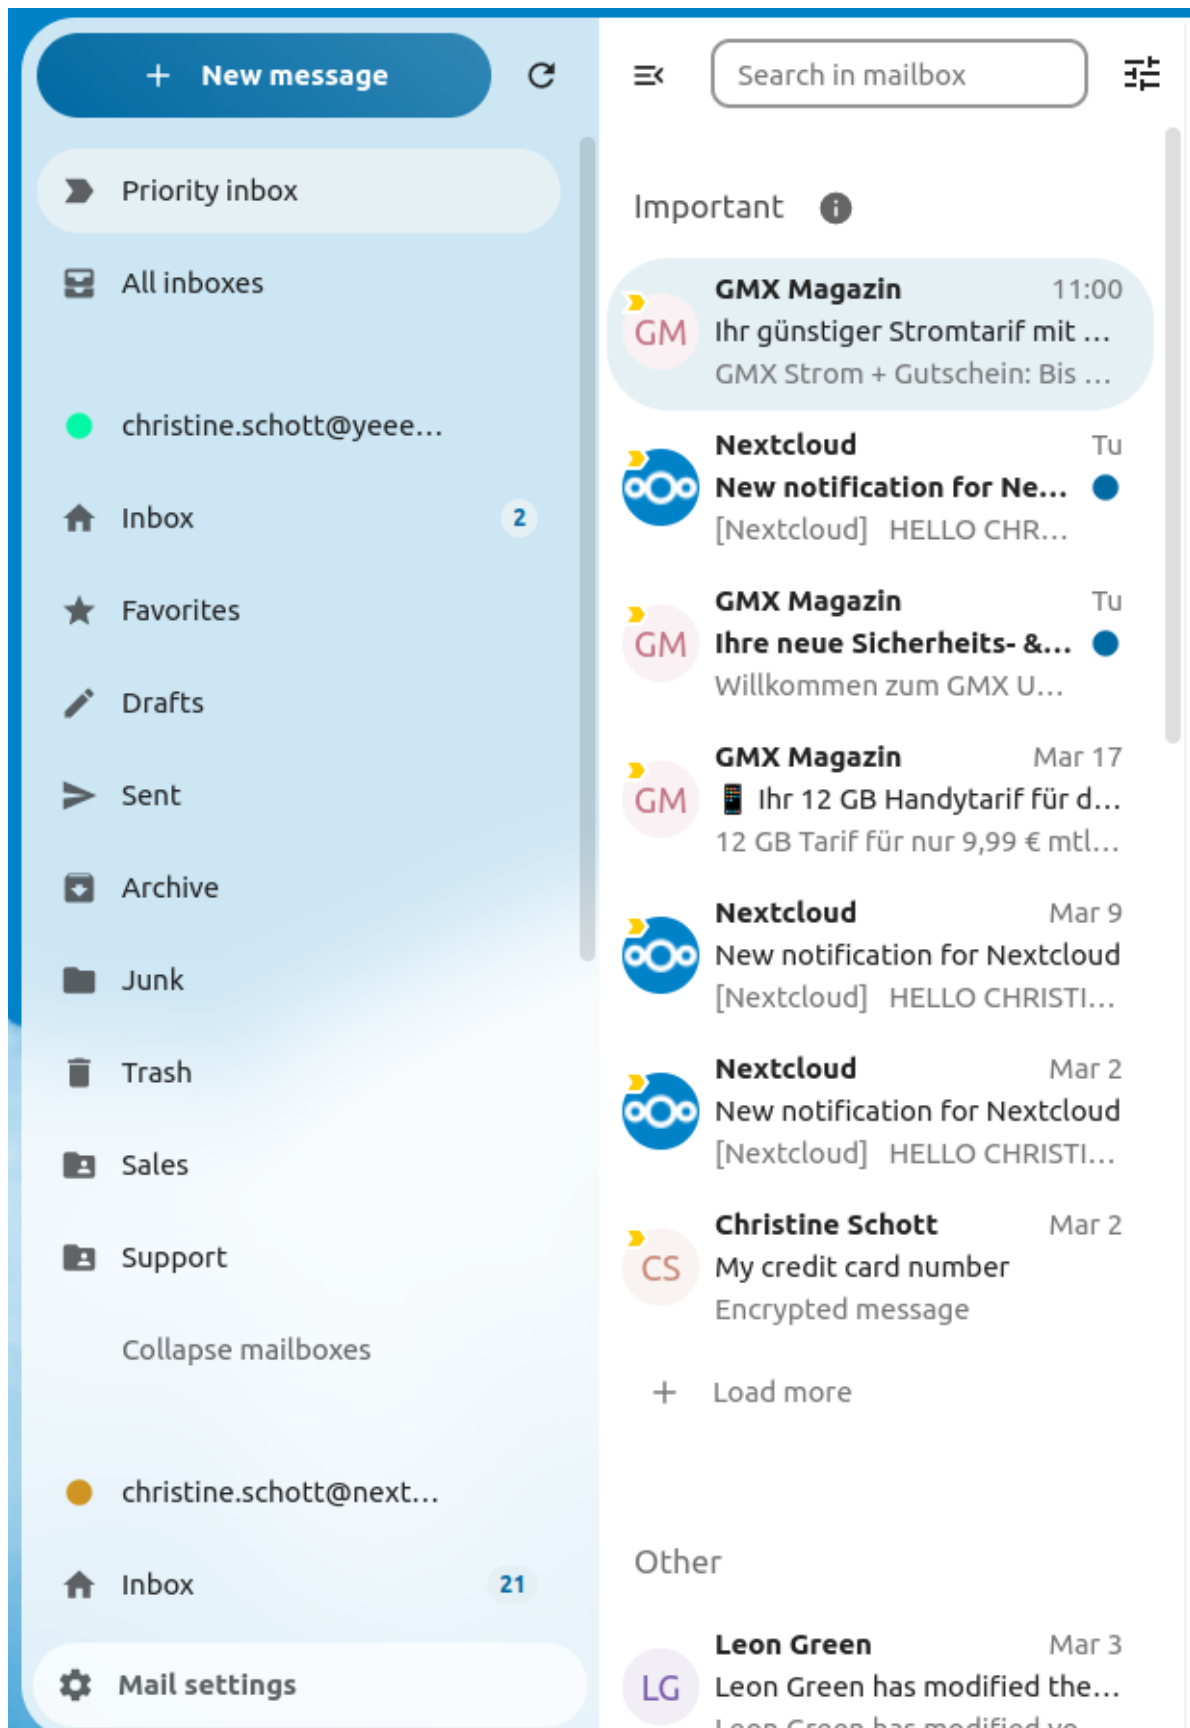 + New message
Priority inbox
All inboxes
christine.schott@yeee...
Inbox 2
Favorites
Drafts
Sent
Archive
Junk
Trash
Sales
Support
Collapse mailboxes
christine.schott@next...
Inbox 21
Mail settings
Search in mailbox
Important
GM
GMX Magazin 11:00
Ihr günstiger Stromtarif mit ...
GMX Strom + Gutschein: Bis ...
Nextcloud Tu
New notification for Ne...
[Nextcloud] HELLO CHR...
GM
GMX Magazin Tu
Ihre neue Sicherheits- &...
Willkommen zum GMX U...
GM
GMX Magazin Mar 17
📱 Ihr 12 GB Handytarif für d...
12 GB Tarif für nur 9,99 € mtl...
Nextcloud Mar 9
New notification for Nextcloud
[Nextcloud] HELLO CHRISTI...
Nextcloud Mar 2
New notification for Nextcloud
[Nextcloud] HELLO CHRISTI...
CS
Christine Schott Mar 2
My credit card number
Encrypted message
+ Load more
Other
LG
Leon Green Mar 3
Leon Green has modified the...
Leon Green has modified yo